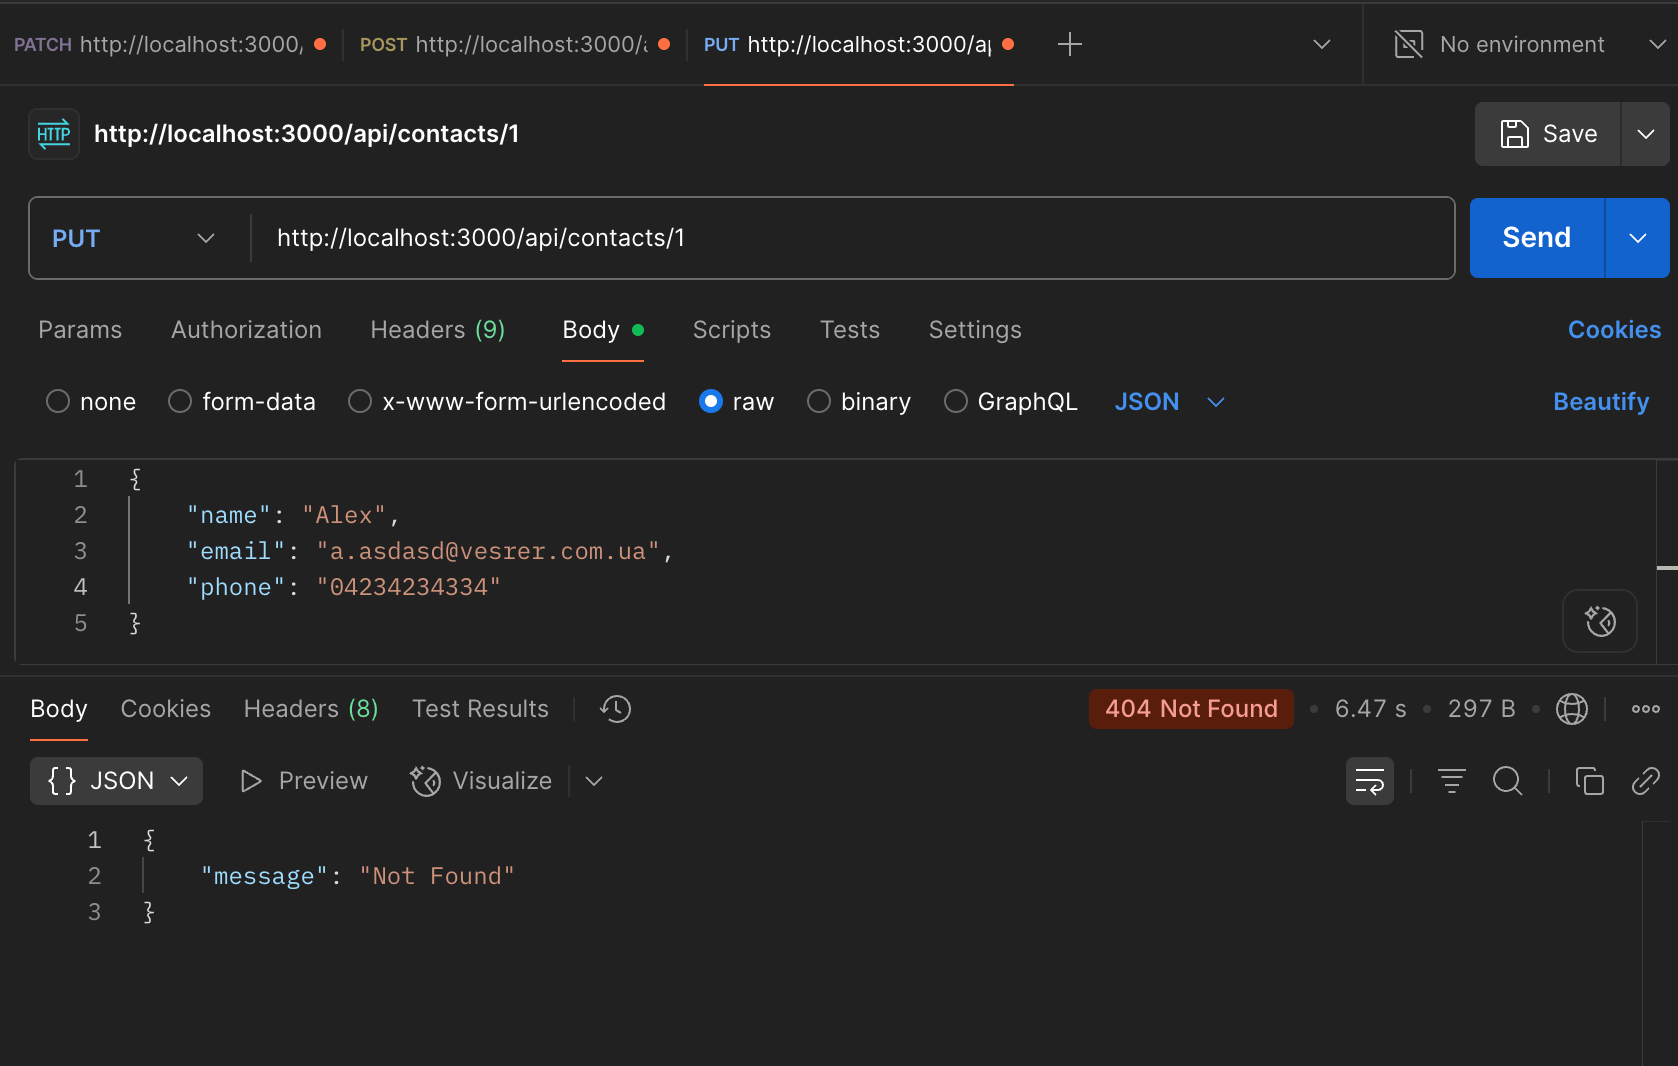 PATCH http://localhost:3000, POST http://localhost:3000/a PUT http://localhost:3000/ap No environment
HTTP http://localhost:3000/api/contacts/1 Save
PUT http://localhost:3000/api/contacts/1 Send
Params Authorization Headers (9) Body Scripts Tests Settings Cookies
none form-data x-www-form-urlencoded raw binary GraphQL JSON Beautify
1 {
2 "name": "Alex",
3 "email": "a.asdasd@vesrer.com.ua",
4 "phone": "04234234334"
5 }
Body Cookies Headers (8) Test Results 404 Not Found • 6.47 s • 297 B •
{} JSON Preview Visualize
1 {
2 "message": "Not Found"
3 }